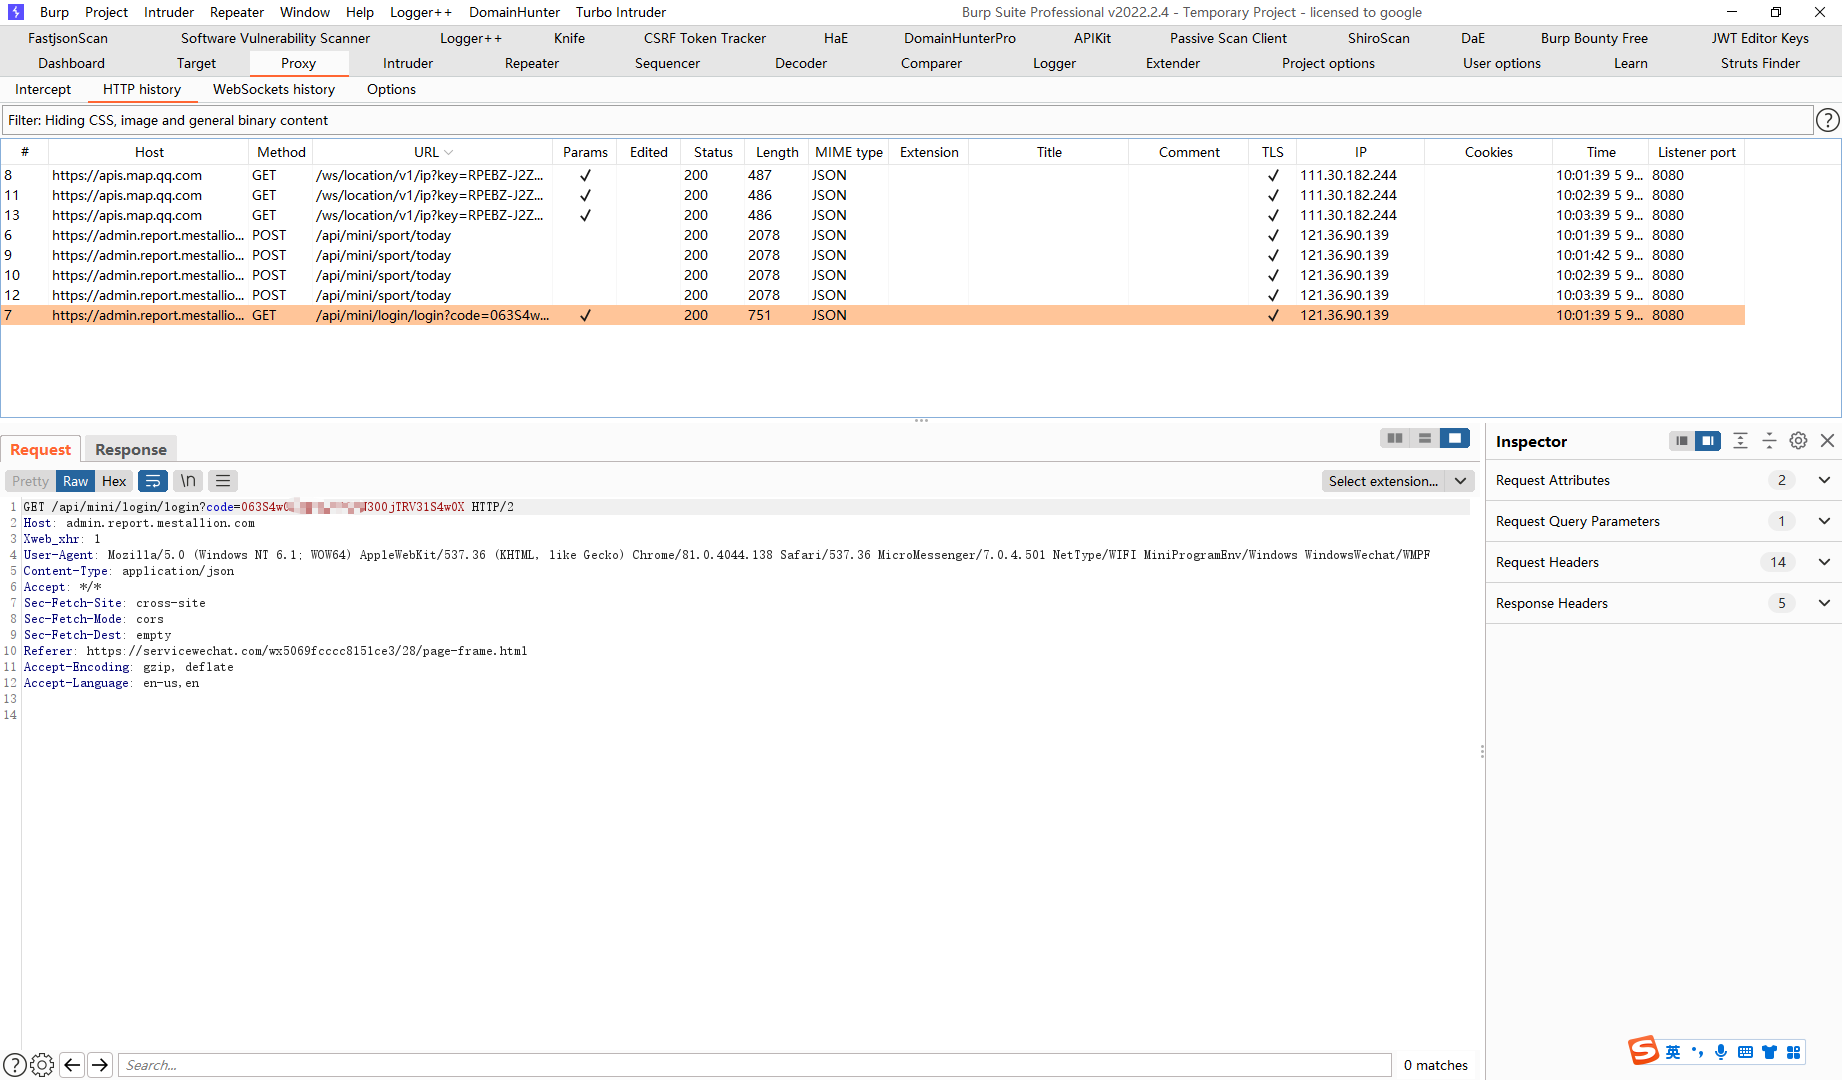 Burp Project Intruder Repeater Window Help Logger++ DomainHunter Turbo Intruder Burp Suite Professional v2022.2.4 - Temporary Project - licensed to google
FastjsonScan Software Vulnerability Scanner Logger++ Knife CSRF Token Tracker HaE DomainHunterPro APIKit Passive Scan Client ShiroScan DaE Burp Bounty Free JWT Editor Keys
Dashboard Target Proxy Intruder Repeater Sequencer Decoder Comparer Logger Extender Project options User options Learn Struts Finder
Intercept HTTP history WebSockets history Options
Filter: Hiding CSS, image and general binary content
# Host Method URL Params Edited Status Length MIME type Extension Title Comment TLS IP Cookies Time Listener port
8 https://apis.map.qq.com GET /ws/location/v1/ip?key=RPEBZ-J2Z... ✓ 200 487 JSON ✓ 111.30.182.244 10:01:39 5 9... 8080
11 https://apis.map.qq.com GET /ws/location/v1/ip?key=RPEBZ-J2Z... ✓ 200 486 JSON ✓ 111.30.182.244 10:02:39 5 9... 8080
13 https://apis.map.qq.com GET /ws/location/v1/ip?key=RPEBZ-J2Z... ✓ 200 486 JSON ✓ 111.30.182.244 10:03:39 5 9... 8080
6 https://admin.report.mestallio... POST /api/mini/sport/today 200 2078 JSON ✓ 121.36.90.139 10:01:39 5 9... 8080
9 https://admin.report.mestallio... POST /api/mini/sport/today 200 2078 JSON ✓ 121.36.90.139 10:01:42 5 9... 8080
10 https://admin.report.mestallio... POST /api/mini/sport/today 200 2078 JSON ✓ 121.36.90.139 10:02:39 5 9... 8080
12 https://admin.report.mestallio... POST /api/mini/sport/today 200 2078 JSON ✓ 121.36.90.139 10:03:39 5 9... 8080
7 https://admin.report.mestallio... GET /api/mini/login/login?code=063S4w... ✓ 200 751 JSON ✓ 121.36.90.139 10:01:39 5 9... 8080
Request Response
Pretty Raw Hex \n Select extension...
1 GET /api/mini/login/login?code=063S4w 300jTRV31S4w0X HTTP/2
2 Host: admin.report.mestallion.com
3 Xweb_xhr: 1
4 User-Agent: Mozilla/5.0 (Windows NT 6.1; WOW64) AppleWebKit/537.36 (KHTML, like Gecko) Chrome/81.0.4044.138 Safari/537.36 MicroMessenger/7.0.4.501 NetType/WIFI MiniProgramEnv/Windows WindowsWechat/WMPF
5 Content-Type: application/json
6 Accept: */*
7 Sec-Fetch-Site: cross-site
8 Sec-Fetch-Mode: cors
9 Sec-Fetch-Dest: empty
10 Referer: https://servicewechat.com/wx5069fcccc8151ce3/28/page-frame.html
11 Accept-Encoding: gzip, deflate
12 Accept-Language: en-us,en
13
14
Inspector
Request Attributes 2
Request Query Parameters 1
Request Headers 14
Response Headers 5
Search... 0 matches
S 英